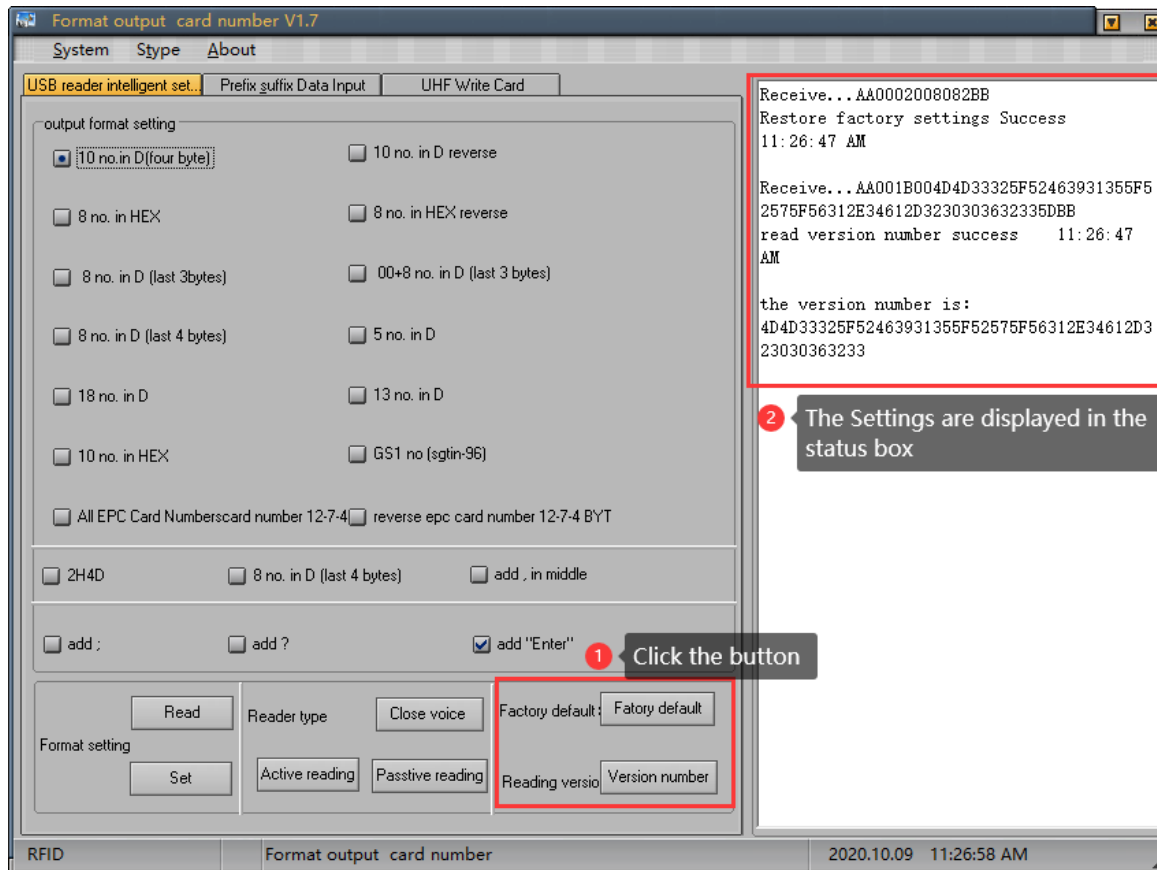 Format output card number V1.7
System Stype About
USB reader intelligent set.. Prefix suffix Data Input UHF Write Card
output format setting
10 no.in D(four byte) 10 no. in D reverse
8 no. in HEX 8 no. in HEX reverse
8 no. in D (last 3bytes) 00+8 no. in D (last 3 bytes)
8 no. in D (last 4 bytes) 5 no. in D
18 no. in D 13 no. in D
10 no. in HEX GS1 no (sgtin-96)
All EPC Card Numberscard number 12-7-4 reverse epc card number 12-7-4 BYT
2H4D 8 no. in D (last 4 bytes) add , in middle
add ; add ? add "Enter"
1 Click the button
Format setting
Read
Set
Reader type Close voice
Active reading Passtive reading
Factory default: Fatory default
Reading versio Version number
Receive...AA0002008082BB
Restore factory settings Success
11:26:47 AM
Receive...AA001B004D4D33325F52463931355F5
2575F56312E34612D3230303632335DBB
read version number success 11:26:47
AM
the version number is:
4D4D33325F52463931355F52575F56312E34612D3
23030363233
2 The Settings are displayed in the
status box
RFID Format output card number 2020.10.09 11:26:58 AM